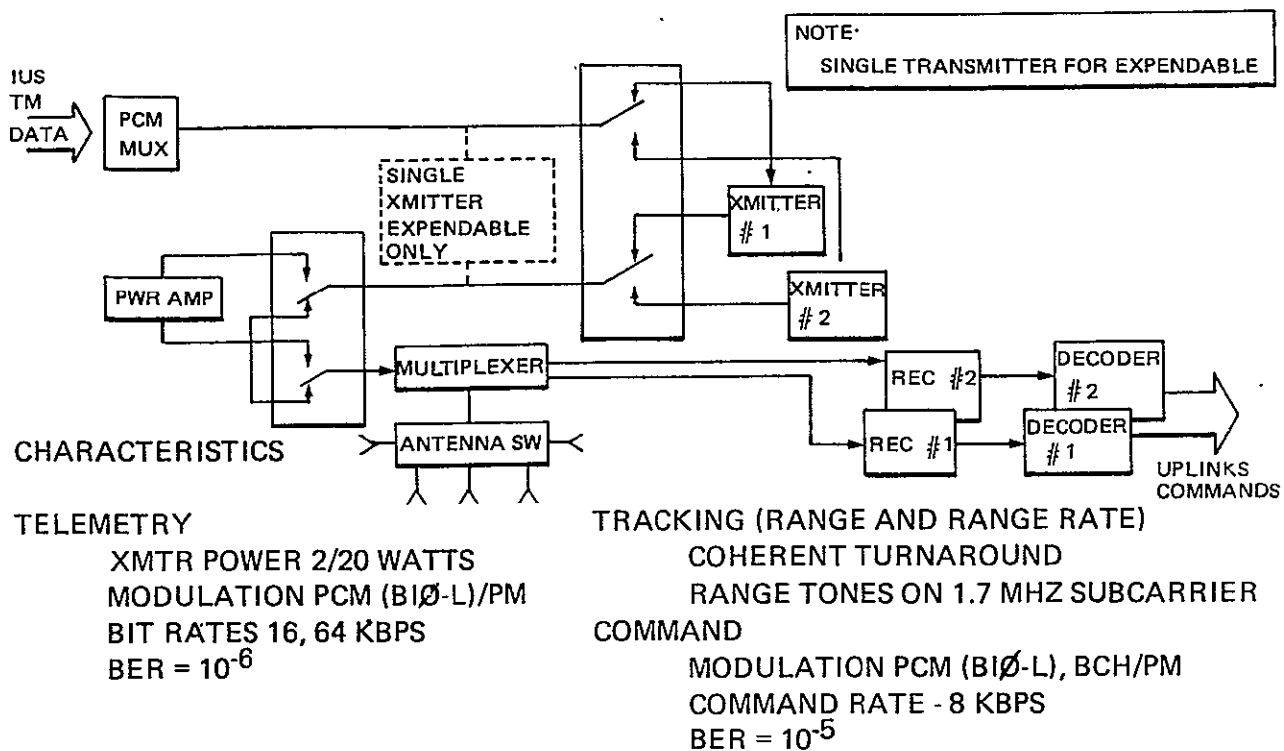 NOTE·
SINGLE TRANSMITTER FOR EXPENDABLE
IUS
TM
DATA
PCM
MUX
SINGLE
XMITTER
EXPENDABLE
ONLY
XMITTER
# 1
XMITTER
# 2
PWR AMP
MULTIPLEXER
ANTENNA SW
REC #2
DECODER
# 2
REC #1
DECODER
# 1
UPLINKS
COMMANDS
CHARACTERISTICS
TELEMETRY
XMTR POWER 2/20 WATTS
MODULATION PCM (BIØ-L)/PM
BIT RATES 16, 64 KBPS
BER = 10⁻⁶
TRACKING (RANGE AND RANGE RATE)
COHERENT TURNAROUND
RANGE TONES ON 1.7 MHZ SUBCARRIER
COMMAND
MODULATION PCM (BIØ-L), BCH/PM
COMMAND RATE - 8 KBPS
BER = 10⁻⁵